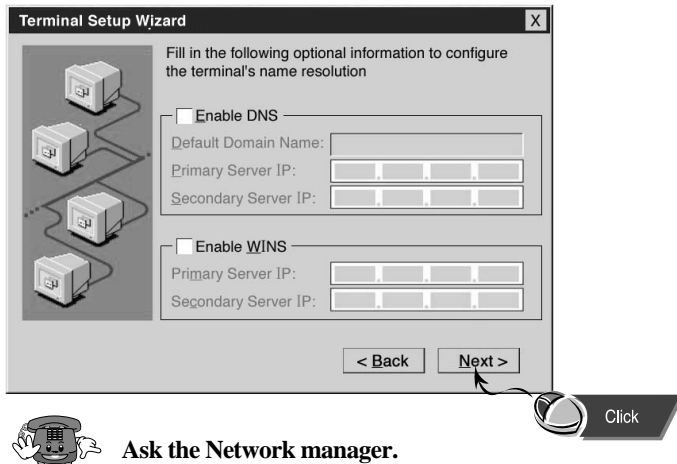 Terminal Setup Wizard
X
Fill in the following optional information to configure
the terminal's name resolution
Enable DNS
Default Domain Name:
Primary Server IP:
Secondary Server IP:
Enable WINS
Primary Server IP:
Secondary Server IP:
< Back
Next >
Click
Ask the Network manager.